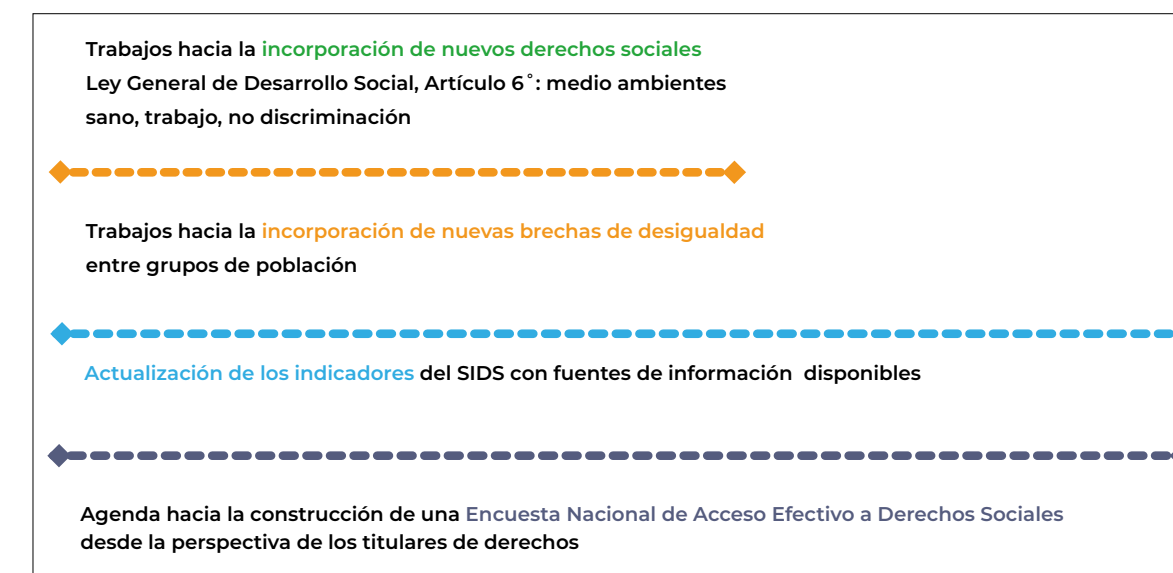 Trabajos hacia la incorporación de nuevos derechos sociales
Ley General de Desarrollo Social, Artículo 6°: medio ambientes
sano, trabajo, no discriminación
Trabajos hacia la incorporación de nuevas brechas de desigualdad
entre grupos de población
Actualización de los indicadores del SIDS con fuentes de información disponibles
Agenda hacia la construcción de una Encuesta Nacional de Acceso Efectivo a Derechos Sociales
desde la perspectiva de los titulares de derechos